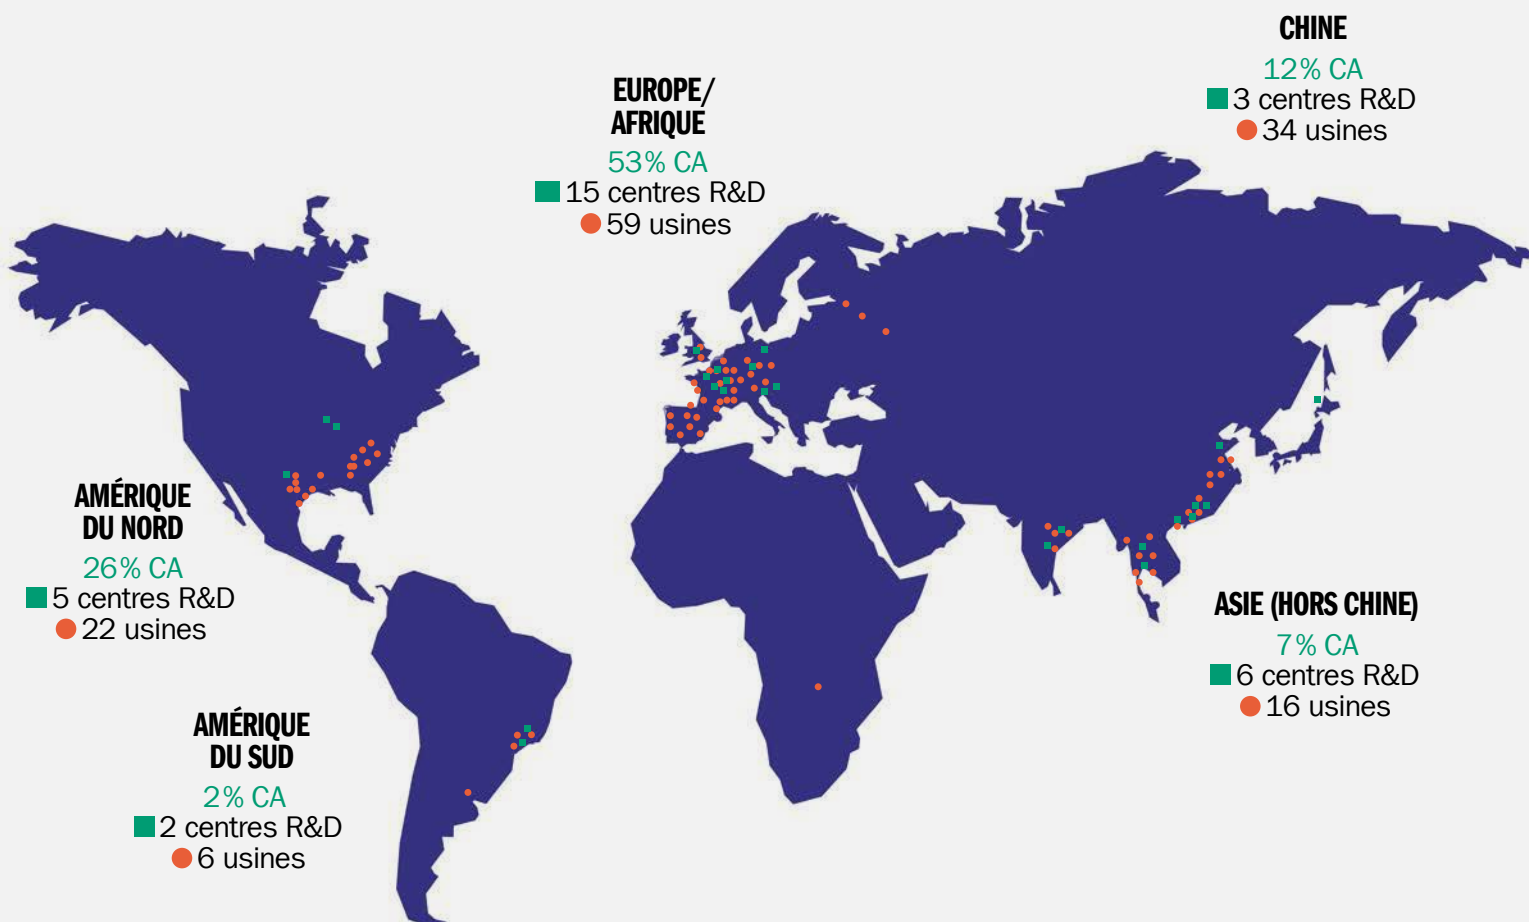 CHINE
12% CA
3 centres R&D
34 usines
EUROPE/
AFRIQUE
53% CA
15 centres R&D
59 usines
AMÉRIQUE
DU NORD
26% CA
5 centres R&D
22 usines
ASIE (HORS CHINE)
7% CA
6 centres R&D
16 usines
AMÉRIQUE
DU SUD
2% CA
2 centres R&D
6 usines